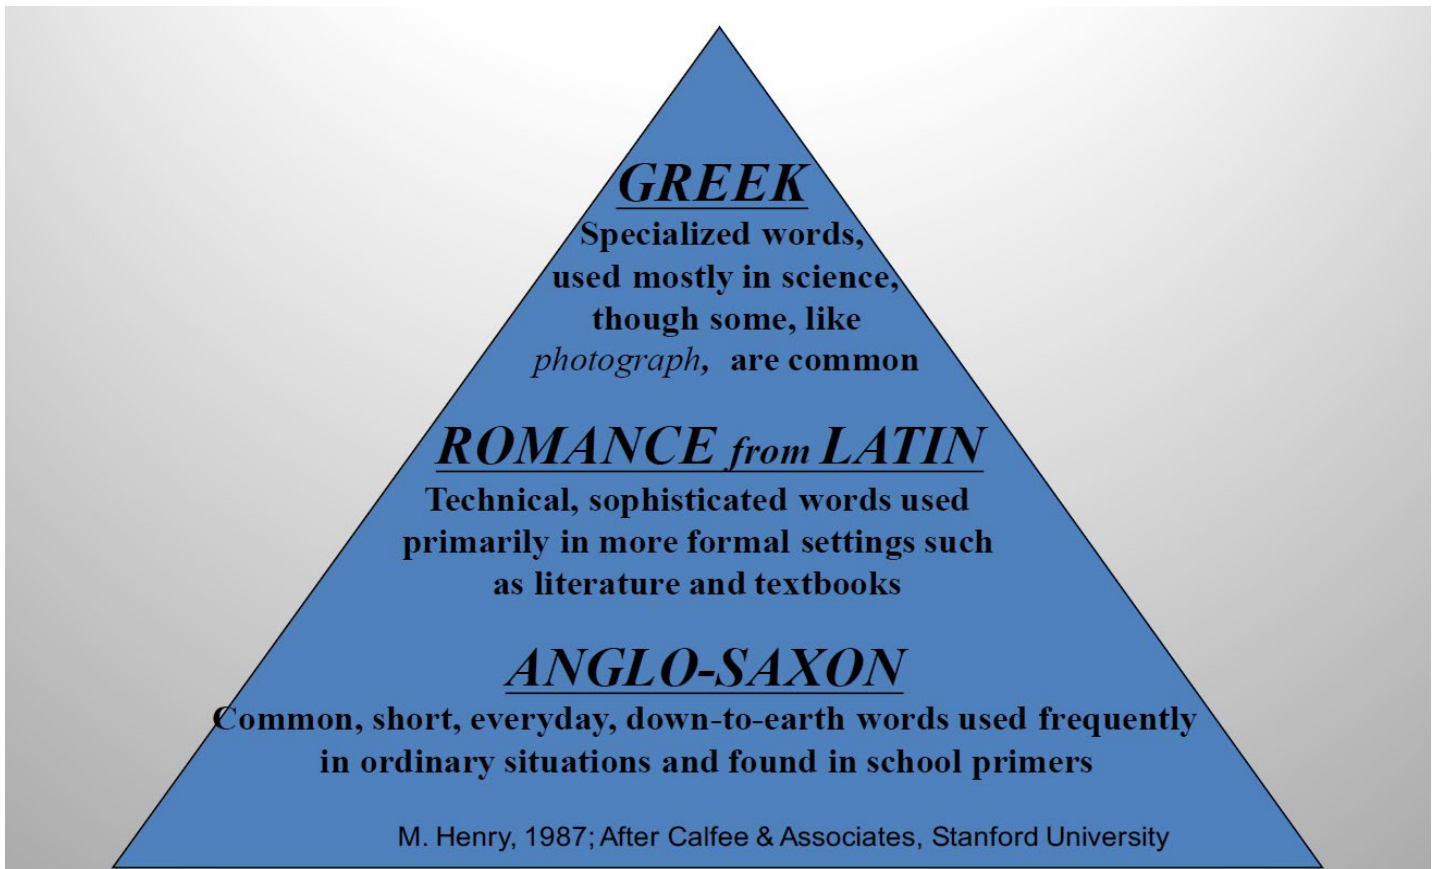 GREEK
Specialized words,
used mostly in science,
though some, like
photograph, are common
ROMANCE from LATIN
Technical, sophisticated words used
primarily in more formal settings such
as literature and textbooks
ANGLO-SAXON
Common, short, everyday, down-to-earth words used frequently
in ordinary situations and found in school primers
M. Henry, 1987; After Calfee & Associates, Stanford University